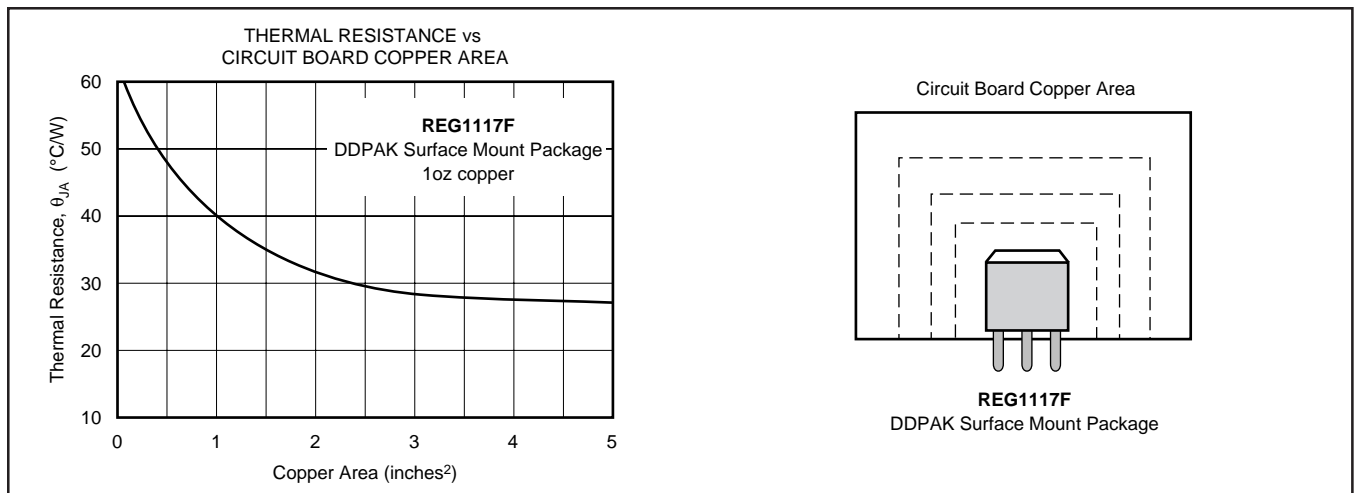 THERMAL RESISTANCE vs
CIRCUIT BOARD COPPER AREA
60
50
40
30
20
10
Thermal Resistance, θJA (°C/W)
REG1117F
DDPAK Surface Mount Package
1oz copper
0 1 2 3 4 5
Copper Area (inches²)
Circuit Board Copper Area
REG1117F
DDPAK Surface Mount Package